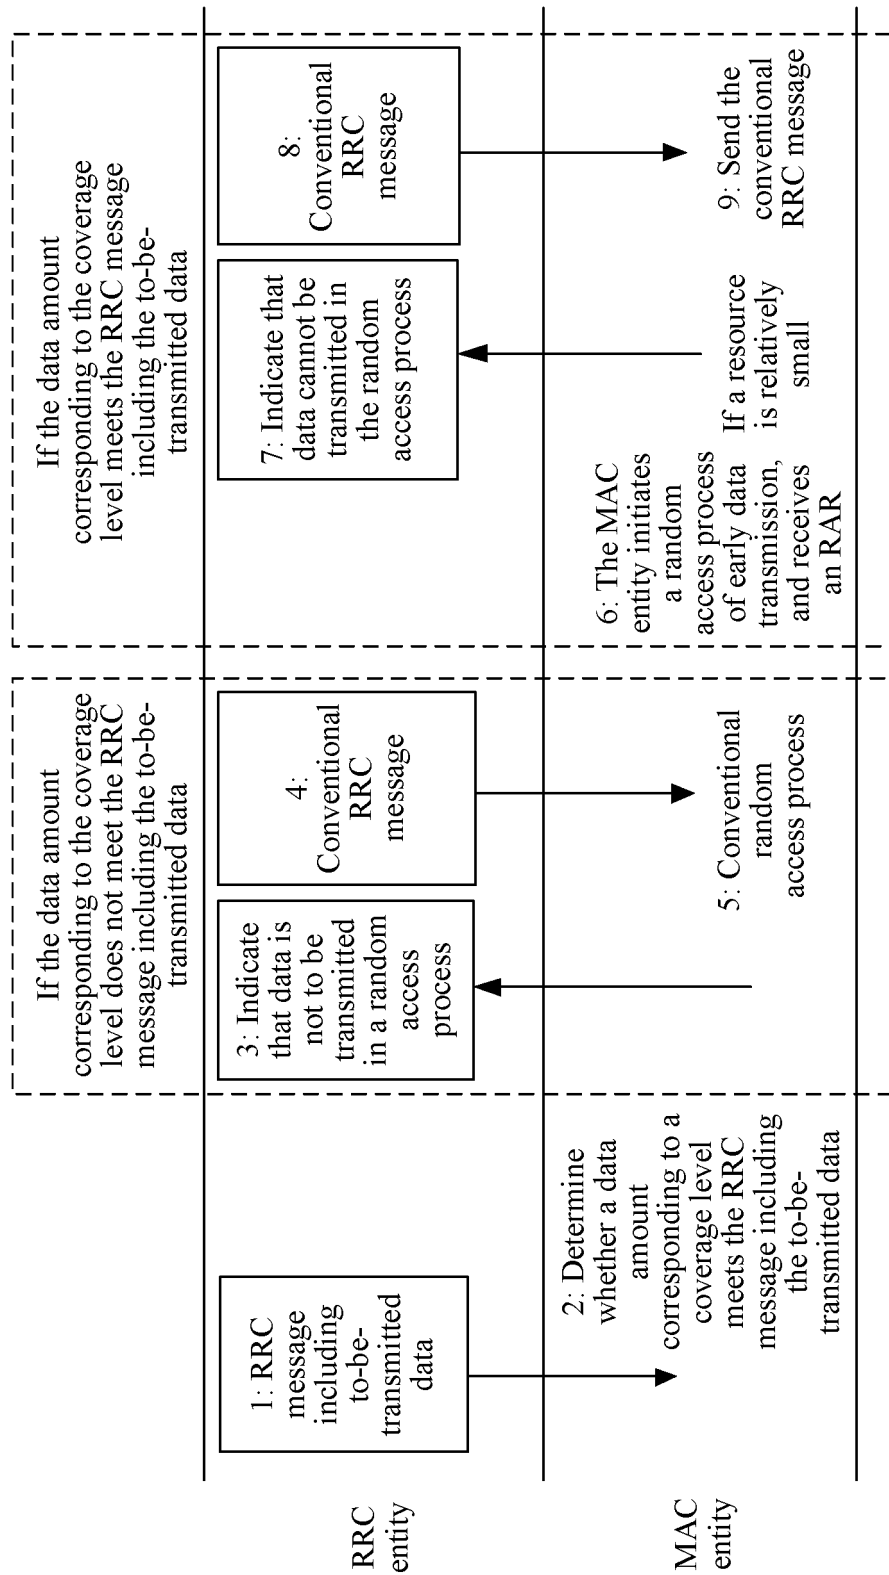 If the data amount
corresponding to the coverage
level does not meet the RRC
message including the to-be-
transmitted data
If the data amount
corresponding to the coverage
level meets the RRC message
including the to-be-
transmitted data
RRC
entity
1: RRC
message
including
to-be-
transmitted
data
3: Indicate
that data is
not to be
transmitted
in a random
access
process
4:
Conventional
RRC
message
7: Indicate that
data cannot be
transmitted in
the random
access process
8:
Conventional
RRC
message
MAC
entity
2: Determine
whether a data
amount
corresponding to a
coverage level
meets the RRC
message including
the to-be-
transmitted data
5: Conventional
random
access process
6: The MAC
entity initiates
a random
access process
of early data
transmission,
and receives
an RAR
If a resource
is relatively
small
9: Send the
conventional
RRC message